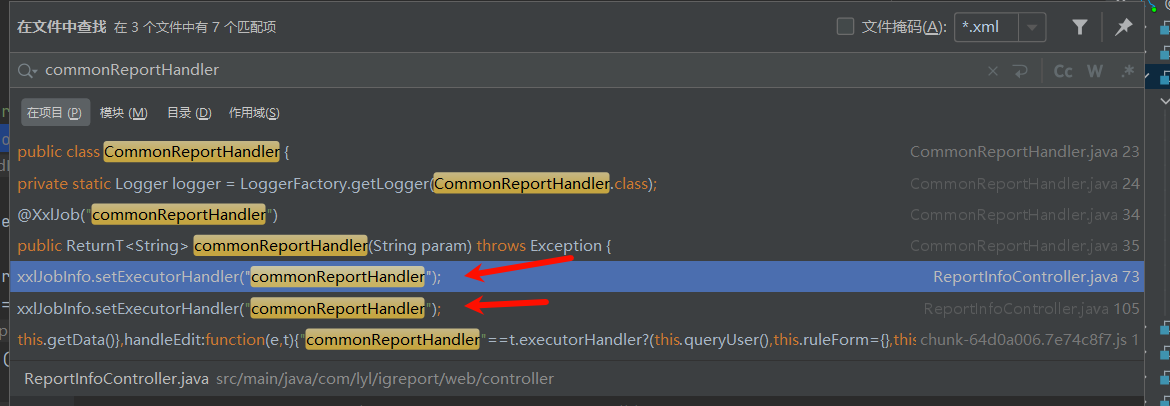 在文件中查找 在 3 个文件中有 7 个匹配项 文件掩码(A): *.xml
commonReportHandler Cc W .*
在项目 (P) 模块 (M) 目录 (D) 作用域(S)
public class CommonReportHandler { CommonReportHandler.java 23
private static Logger logger = LoggerFactory.getLogger(CommonReportHandler.class); CommonReportHandler.java 24
@XxlJob("commonReportHandler") CommonReportHandler.java 34
public ReturnT<String> commonReportHandler(String param) throws Exception { CommonReportHandler.java 35
xxlJobInfo.setExecutorHandler("commonReportHandler"); ReportInfoController.java 73
xxlJobInfo.setExecutorHandler("commonReportHandler"); ReportInfoController.java 105
this.getData()},handleEdit:function(e,t){"commonReportHandler"==t.executorHandler?(this.queryUser(),this.ruleForm={},this chunk-64d0a006.7e74c8f7.js 1
ReportInfoController.java src/main/java/com/lyl/igreport/web/controller